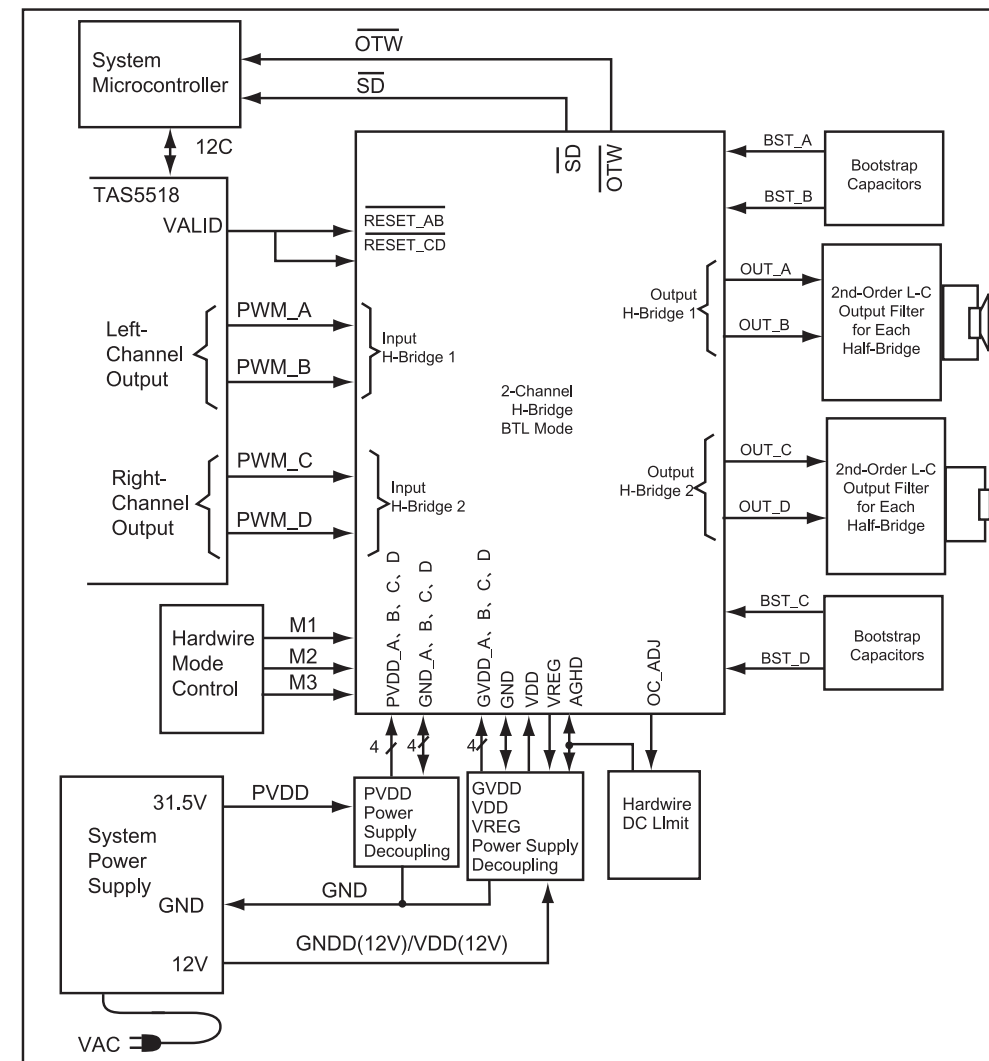 System
Microcontroller
OTW
SD
12C
TAS5518
VALID
RESET_AB
RESET_CD
SD
OTW
BST_A
BST_B
Bootstrap
Capacitors
Left-
Channel
Output
PWM_A
PWM_B
Input
H-Bridge 1
Output
H-Bridge 1
OUT_A
OUT_B
2nd-Order L-C
Output Filter
for Each
Half-Bridge
2-Channel
H-Bridge
BTL Mode
Right-
Channel
Output
PWM_C
PWM_D
Input
H-Bridge 2
Output
H-Bridge 2
OUT_C
OUT_D
2nd-Order L-C
Output Filter
for Each
Half-Bridge
Hardwire
Mode
Control
M1
M2
M3
PVDD_A、B、C、D
GND_A、B、C、D
GVDD_A、B、C、D
GND
VDD
VREG
AGHD
OC_ADJ
BST_C
BST_D
Bootstrap
Capacitors
4
4
4
System
Power
Supply
31.5V
GND
12V
PVDD
PVDD
Power
Supply
Decoupling
GVDD
VDD
VREG
Power Supply
Decoupling
Hardwire
DC LImit
GND
GNDD(12V)/VDD(12V)
VAC